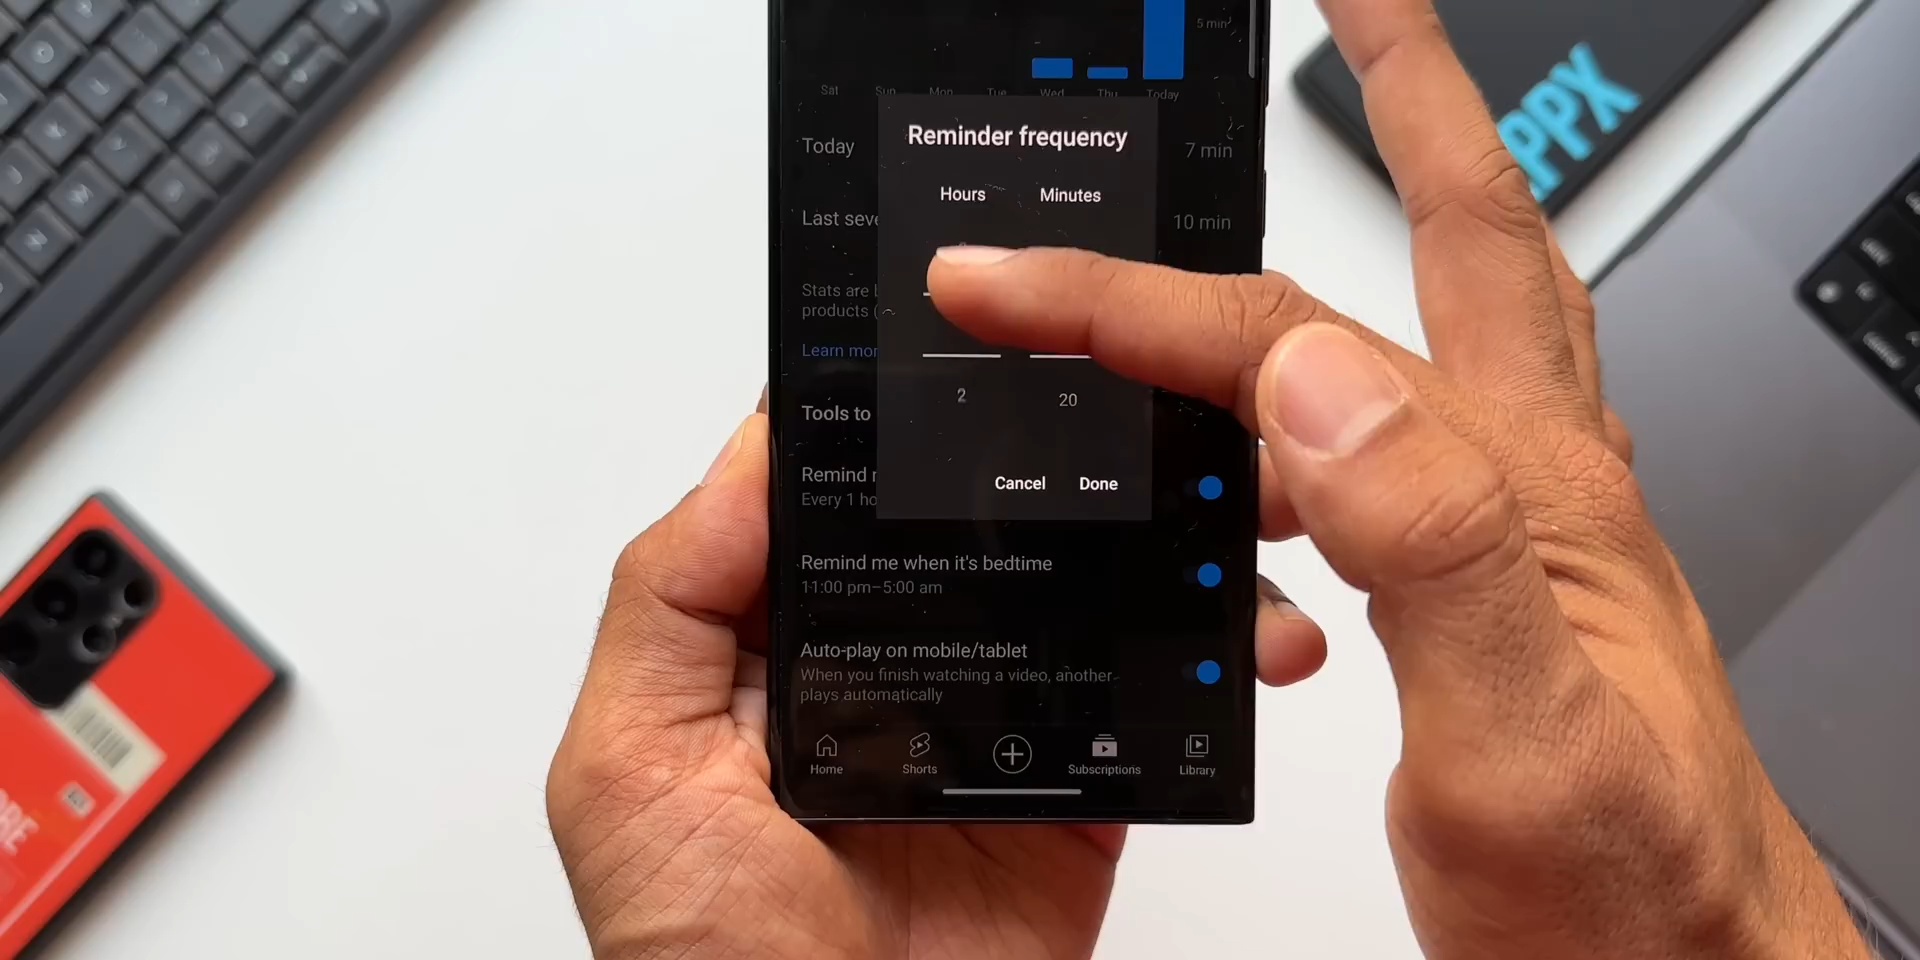 5 min
Sat Sun Mon Tue Wed Thu Today
Reminder frequency
Today
7 min
Hours Minutes
Last seve
10 min
Stats are b
products (
Learn mor
2 20
Tools to
Cancel Done
Remind r
Every 1 ho
Remind me when it's bedtime
11:00 pm–5:00 am
Auto-play on mobile/tablet
When you finish watching a video, another
plays automatically
Home Shorts Subscriptions Library
PPX